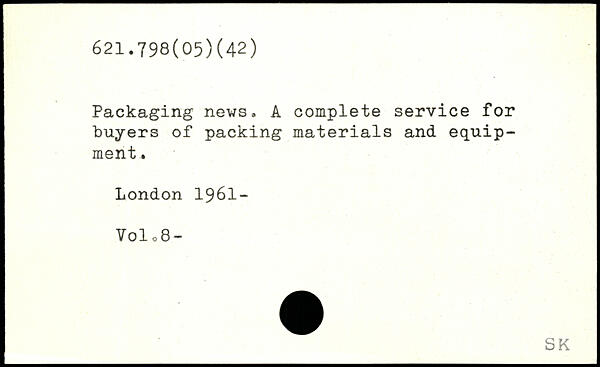 621.798(05)(42)
Packaging news. A complete service for
buyers of packing materials and equip-
ment.
London 1961-
Vol.8-
SK